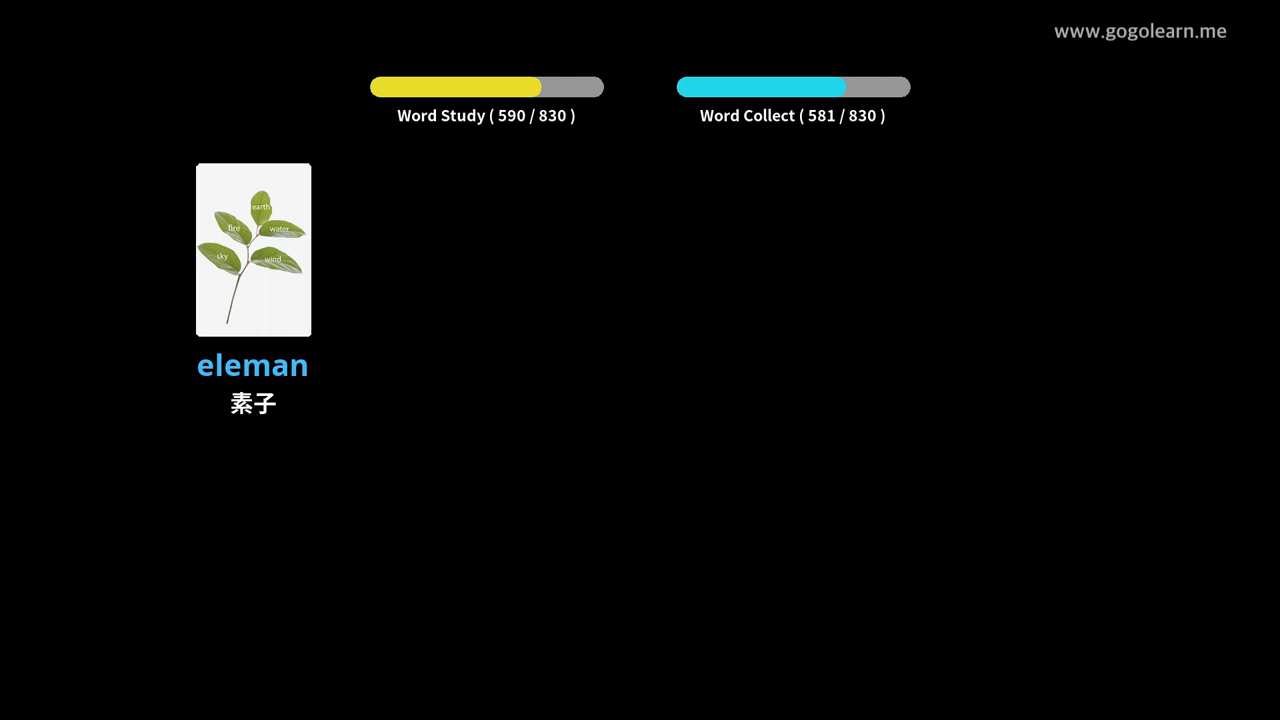 www.gogolearn.me
Word Study ( 590 / 830 )
Word Collect ( 581 / 830 )
earth
fire
water
sky
wind
eleman
素子